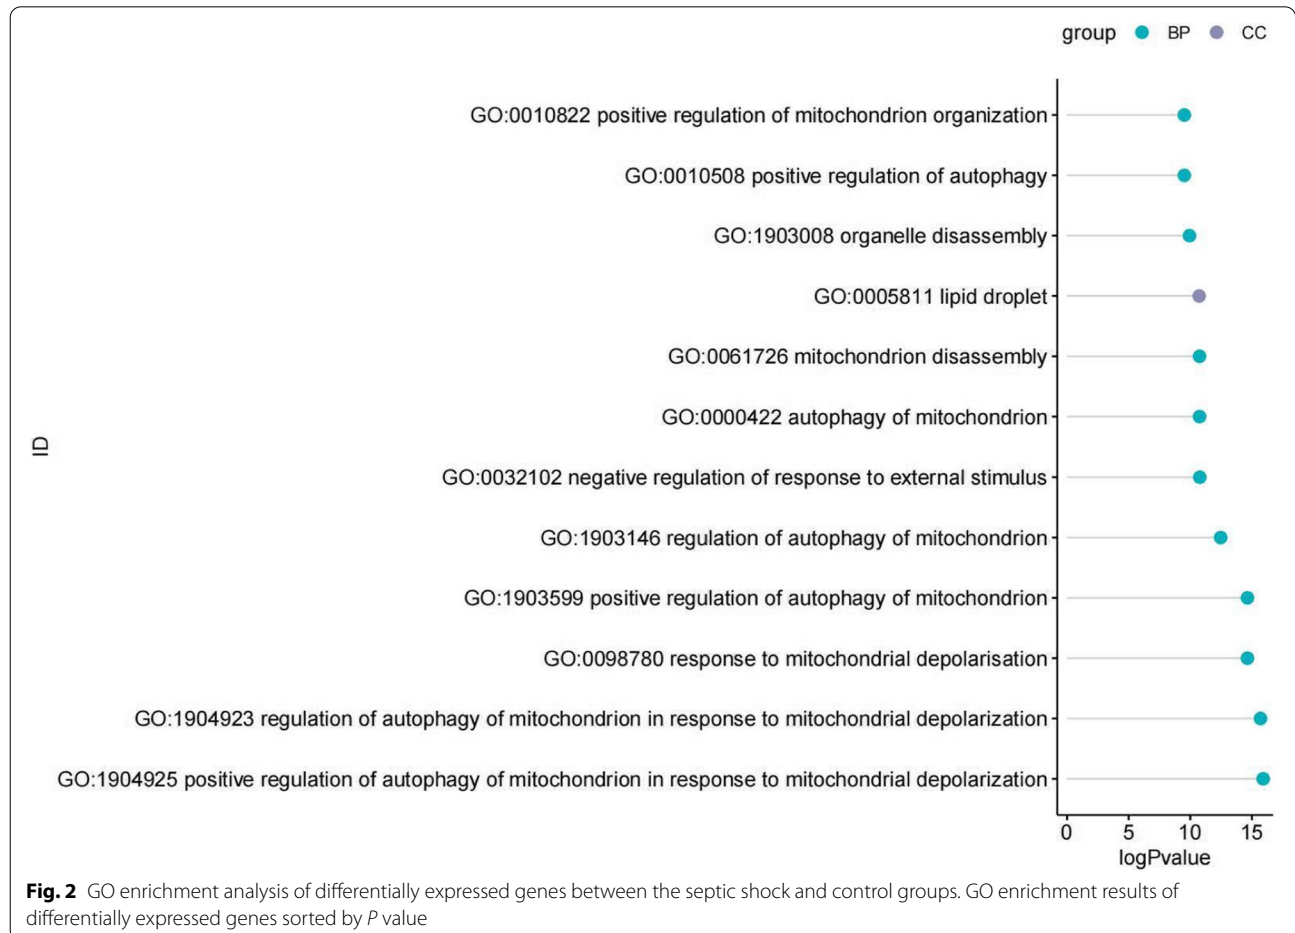 group BP CC
GO:0010822 positive regulation of mitochondrion organization
GO:0010508 positive regulation of autophagy
GO:1903008 organelle disassembly
GO:0005811 lipid droplet
GO:0061726 mitochondrion disassembly
GO:0000422 autophagy of mitochondrion
ID
GO:0032102 negative regulation of response to external stimulus
GO:1903146 regulation of autophagy of mitochondrion
GO:1903599 positive regulation of autophagy of mitochondrion
GO:0098780 response to mitochondrial depolarisation
GO:1904923 regulation of autophagy of mitochondrion in response to mitochondrial depolarization
GO:1904925 positive regulation of autophagy of mitochondrion in response to mitochondrial depolarization
0 5 10 15
logPvalue
Fig. 2 GO enrichment analysis of differentially expressed genes between the septic shock and control groups. GO enrichment results of
differentially expressed genes sorted by P value